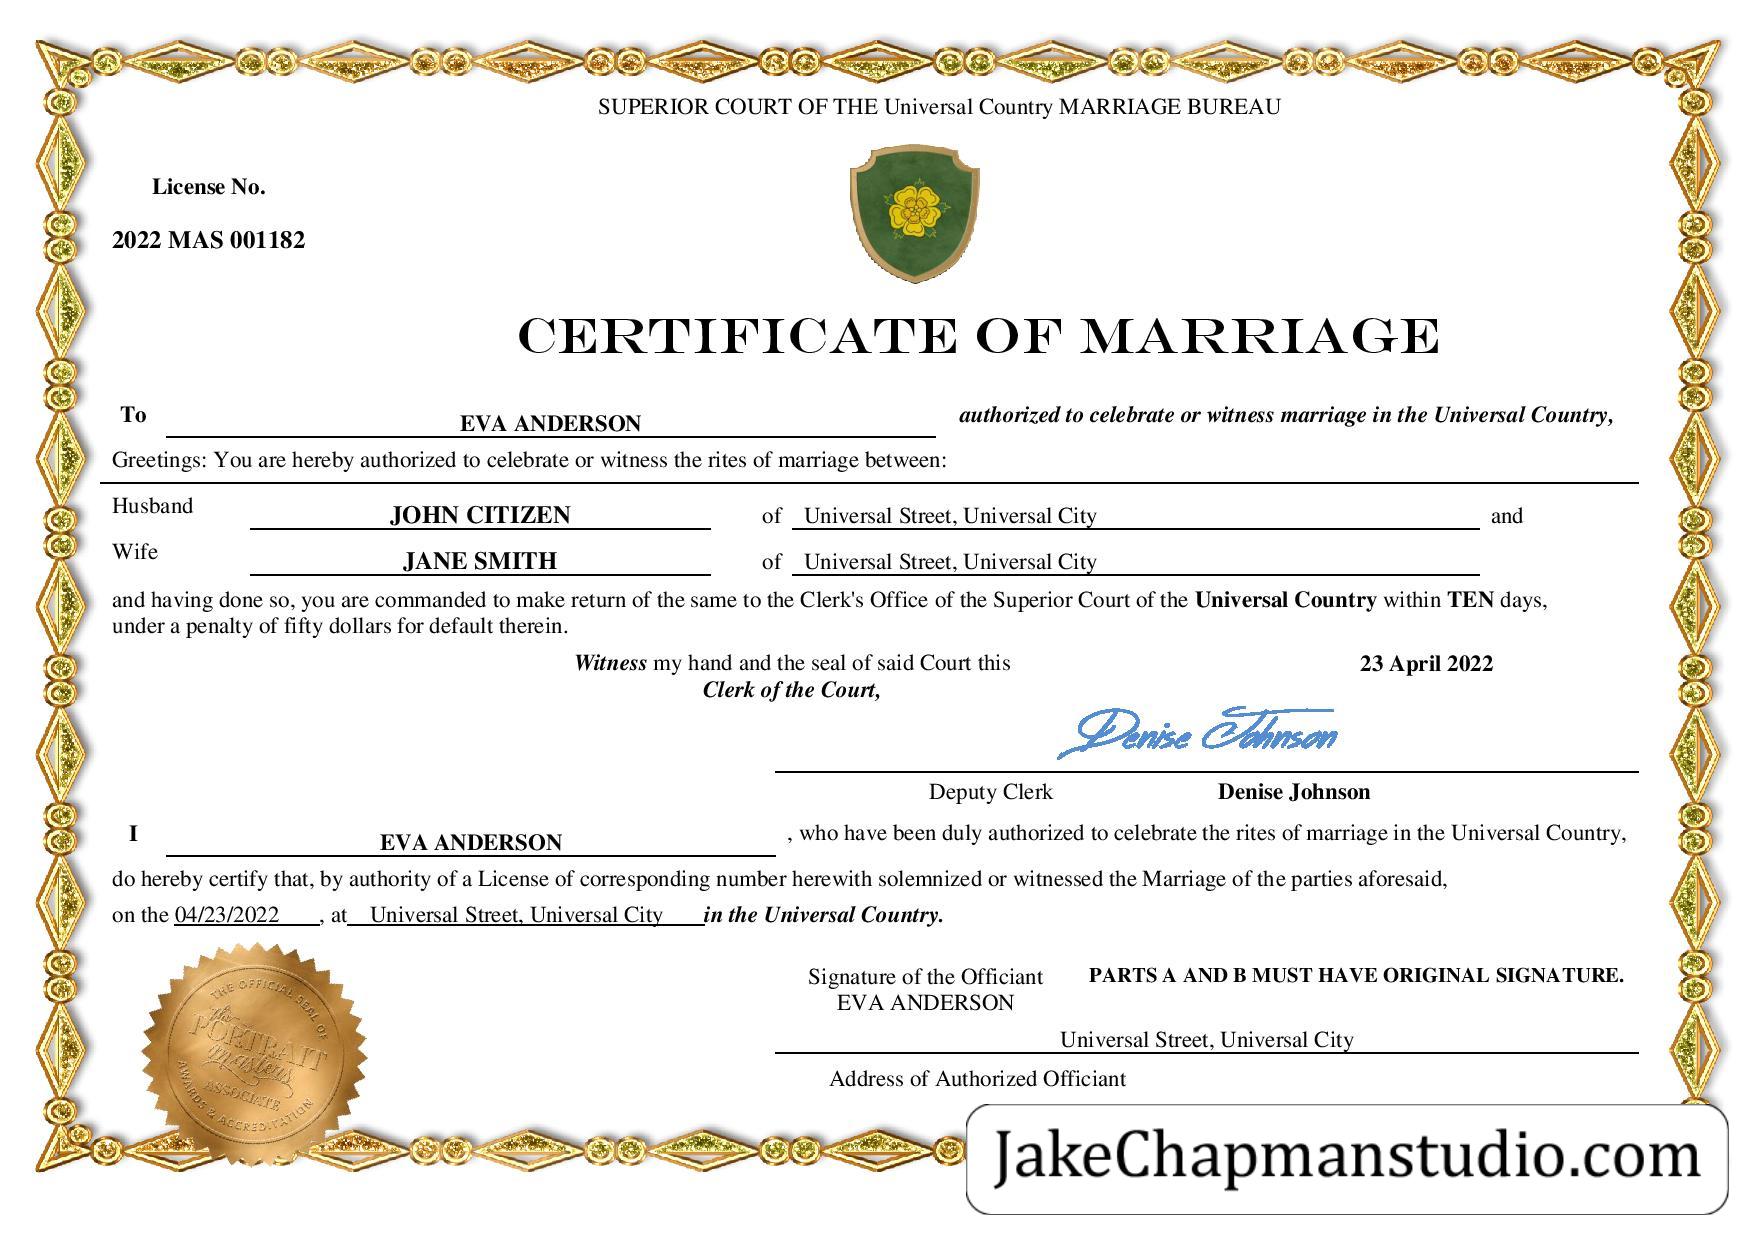 SUPERIOR COURT OF THE Universal Country MARRIAGE BUREAU
License No.
2022 MAS 001182
CERTIFICATE OF MARRIAGE
To EVA ANDERSON authorized to celebrate or witness marriage in the Universal Country,
Greetings: You are hereby authorized to celebrate or witness the rites of marriage between:
Husband JOHN CITIZEN of Universal Street, Universal City and
Wife JANE SMITH of Universal Street, Universal City
and having done so, you are commanded to make return of the same to the Clerk's Office of the Superior Court of the Universal Country within TEN days,
under a penalty of fifty dollars for default therein.
Witness my hand and the seal of said Court this 23 April 2022
Clerk of the Court,
Denise Johnson
Deputy Clerk Denise Johnson
I EVA ANDERSON , who have been duly authorized to celebrate the rites of marriage in the Universal Country,
do hereby certify that, by authority of a License of corresponding number herewith solemnized or witnessed the Marriage of the parties aforesaid,
on the 04/23/2022 , at Universal Street, Universal City in the Universal Country.
Signature of the Officiant PARTS A AND B MUST HAVE ORIGINAL SIGNATURE.
EVA ANDERSON
Universal Street, Universal City
Address of Authorized Officiant
THE OFFICIAL SEAL OF
the
PORTRAIT
masters
ASSOCIATE
AWARDS & ACCREDITATION
JakeChapmanstudio.com